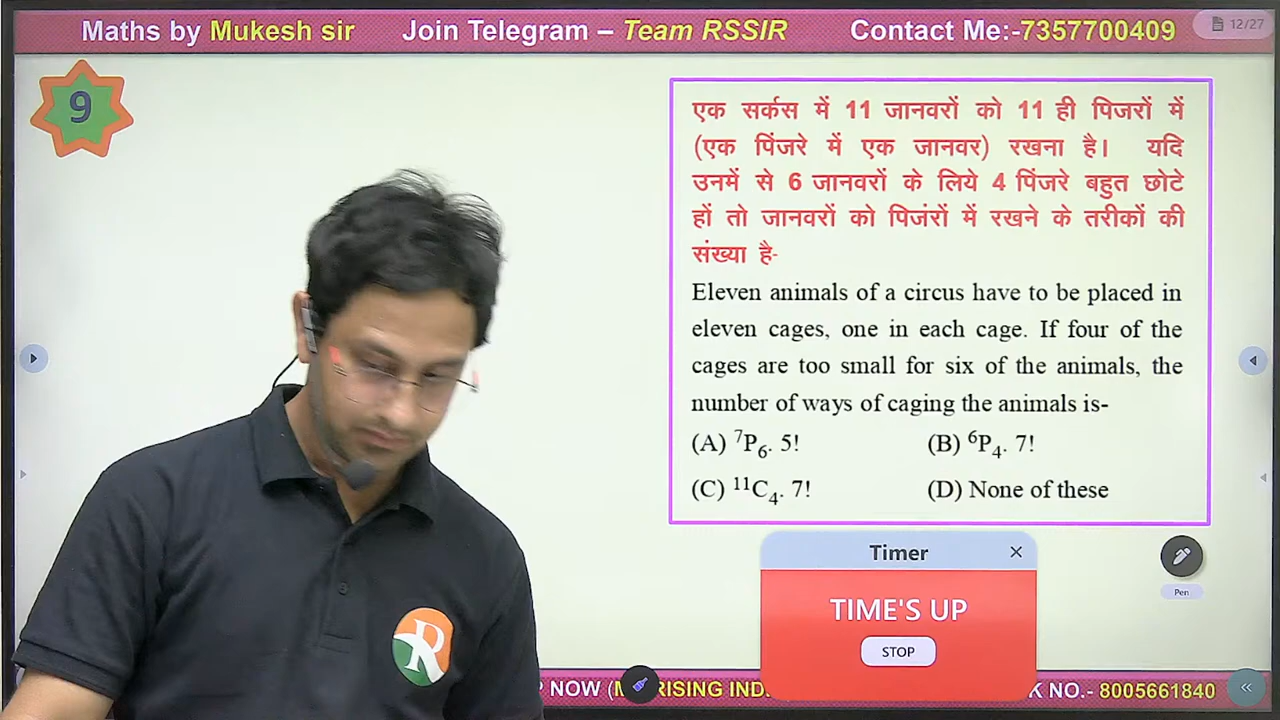 Maths by Mukesh sir Join Telegram – Team RSSIR Contact Me:-7357700409
12/27
9
एक सर्कस में 11 जानवरों को 11 ही पिजरों में
(एक पिंजरे में एक जानवर) रखना है। यदि
उनमें से 6 जानवरों के लिये 4 पिंजरे बहुत छोटे
हों तो जानवरों को पिजंरों में रखने के तरीकों की
संख्या है-
Eleven animals of a circus have to be placed in
eleven cages, one in each cage. If four of the
cages are too small for six of the animals, the
number of ways of caging the animals is-
(A) ⁷P₆. 5! (B) ⁶P₄. 7!
(C) ¹¹C₄. 7! (D) None of these
Timer
TIME'S UP
STOP
Pen
R
NOW ( RISING NO.- 8005661840